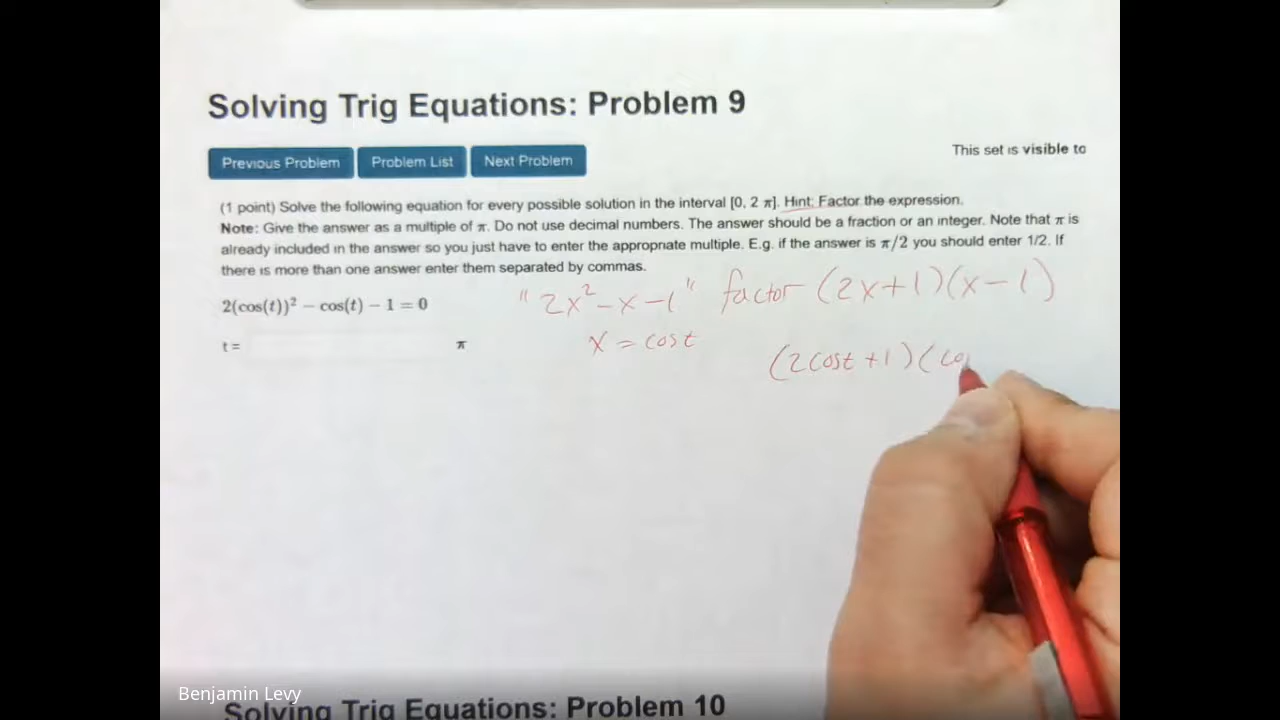 Solving Trig Equations: Problem 9
Previous Problem Problem List Next Problem
This set is visible to
(1 point) Solve the following equation for every possible solution in the interval [0, 2 π]. Hint: Factor the expression.
Note: Give the answer as a multiple of π. Do not use decimal numbers. The answer should be a fraction or an integer. Note that π is
already included in the answer so you just have to enter the appropriate multiple. E.g. if the answer is π/2 you should enter 1/2. If
there is more than one answer enter them separated by commas.
"2x² - x - 1" factor (2x+1)(x-1)
2(cos(t))² − cos(t) − 1 = 0
x = cost
t = π
(2cost +1)(co
Benjamin Levy
Solving Trig Equations: Problem 10